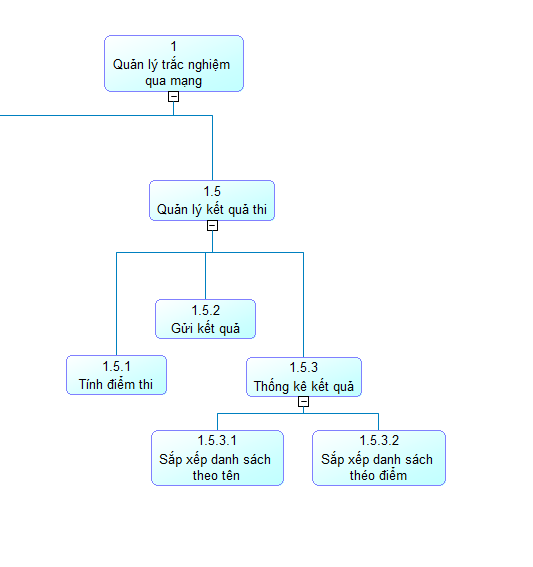 1
Quản lý trắc nghiệm
qua mạng
1.5
Quản lý kết quả thi
1.5.2
Gửi kết quả
1.5.1
Tính điểm thi
1.5.3
Thống kê kết quả
1.5.3.1
Sắp xếp danh sách
theo tên
1.5.3.2
Sắp xếp danh sách
théo điểm